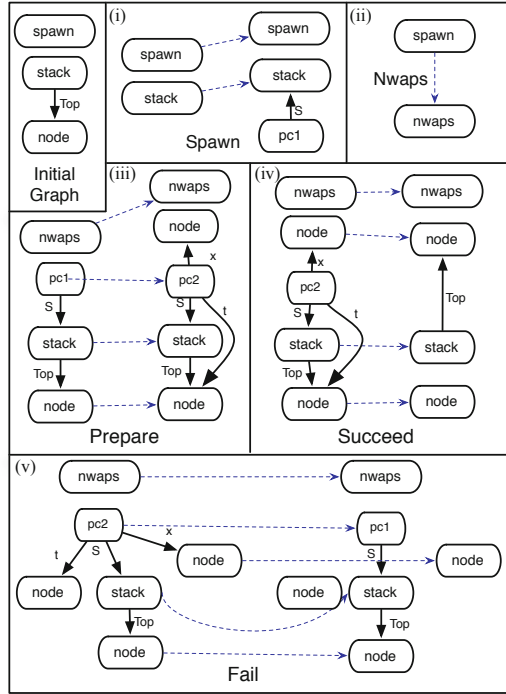 spawn
stack
Top
node
Initial
Graph
(i)
spawn
spawn
stack
stack
S
pc1
Spawn
(ii)
spawn
Nwaps
nwaps
(iii)
nwaps
nwaps
node
x
pc1
pc2
S
S
t
stack
stack
Top
Top
node
node
Prepare
(iv)
nwaps
nwaps
node
node
x
pc2
S
t
Top
stack
stack
Top
node
node
Succeed
(v)
nwaps
nwaps
pc2
pc1
t
S
x
S
node
node
node
stack
node
stack
Top
Top
node
node
Fail